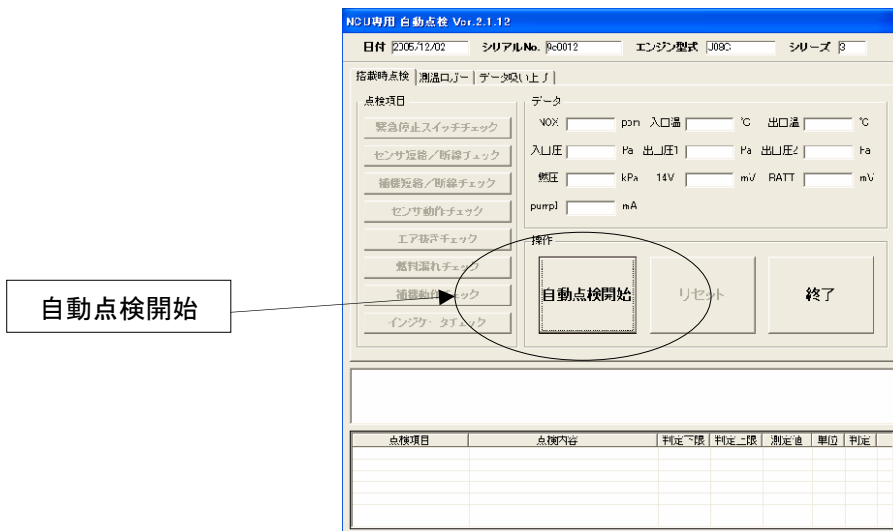 NCU専用 自動点検 Ver.2.1.12
日付 2005/12/02 シリアルNo. 9c0012 エンジン型式 J08C シリーズ 3
搭載時点検 測温ロガー データ吸い上げ
点検項目
緊急停止スイッチチェック
センサ短絡/断線チェック
補機短絡/断線チェック
センサ動作チェック
エア抜きチェック
燃料漏れチェック
補機動作チェック
インジケータチェック
データ
NOX ppm 入口温 ℃ 出口温 ℃
入口圧 Pa 出口圧1 Pa 出口圧2 Pa
燃圧 kPa 14V mV BATT mV
pumpI mA
操作
自動点検開始 リセット 終了
自動点検開始
点検項目 点検内容 判定下限 判定上限 測定値 単位 判定